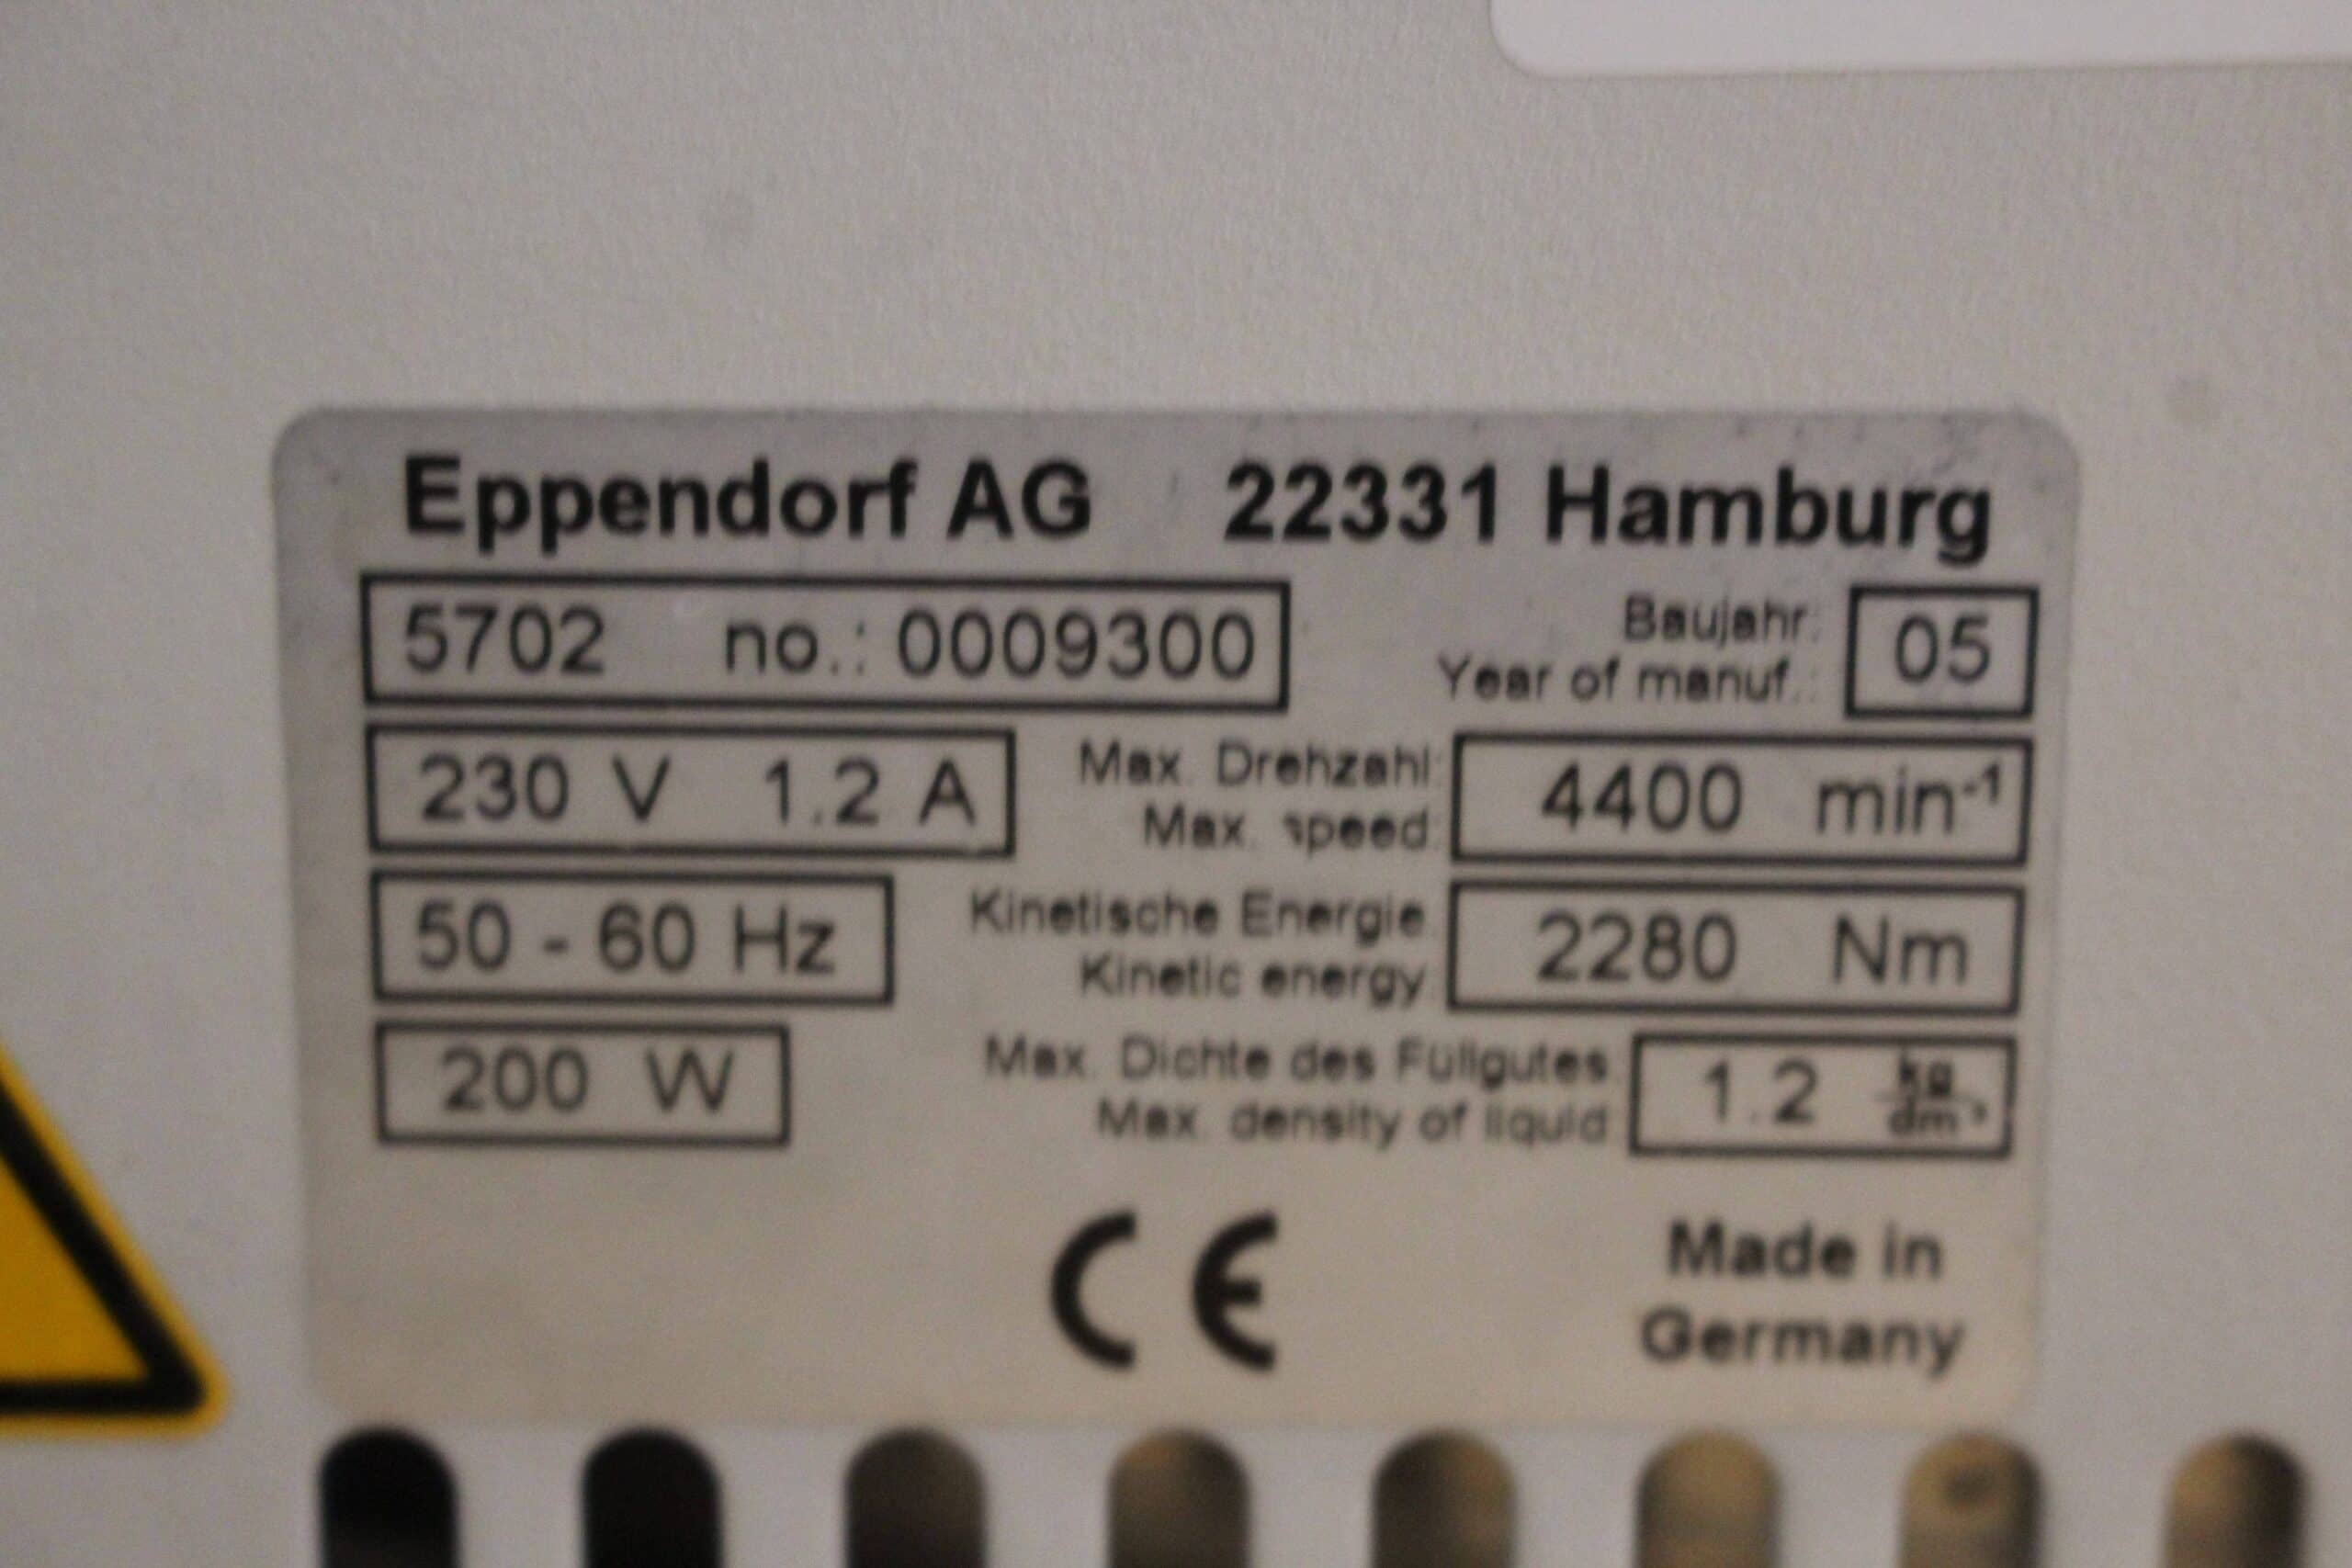 Eppendorf AG 22331 Hamburg
5702 no.: 0009300
Baujahr:
Year of manuf.:
05
230 V 1.2 A
Max. Drehzahl:
Max. speed:
4400 min⁻¹
50 - 60 Hz
Kinetische Energie
Kinetic energy
2280 Nm
200 W
Max. Dichte des Füllgutes
Max. density of liquid
1.2 kg/dm³
CE
Made in
Germany